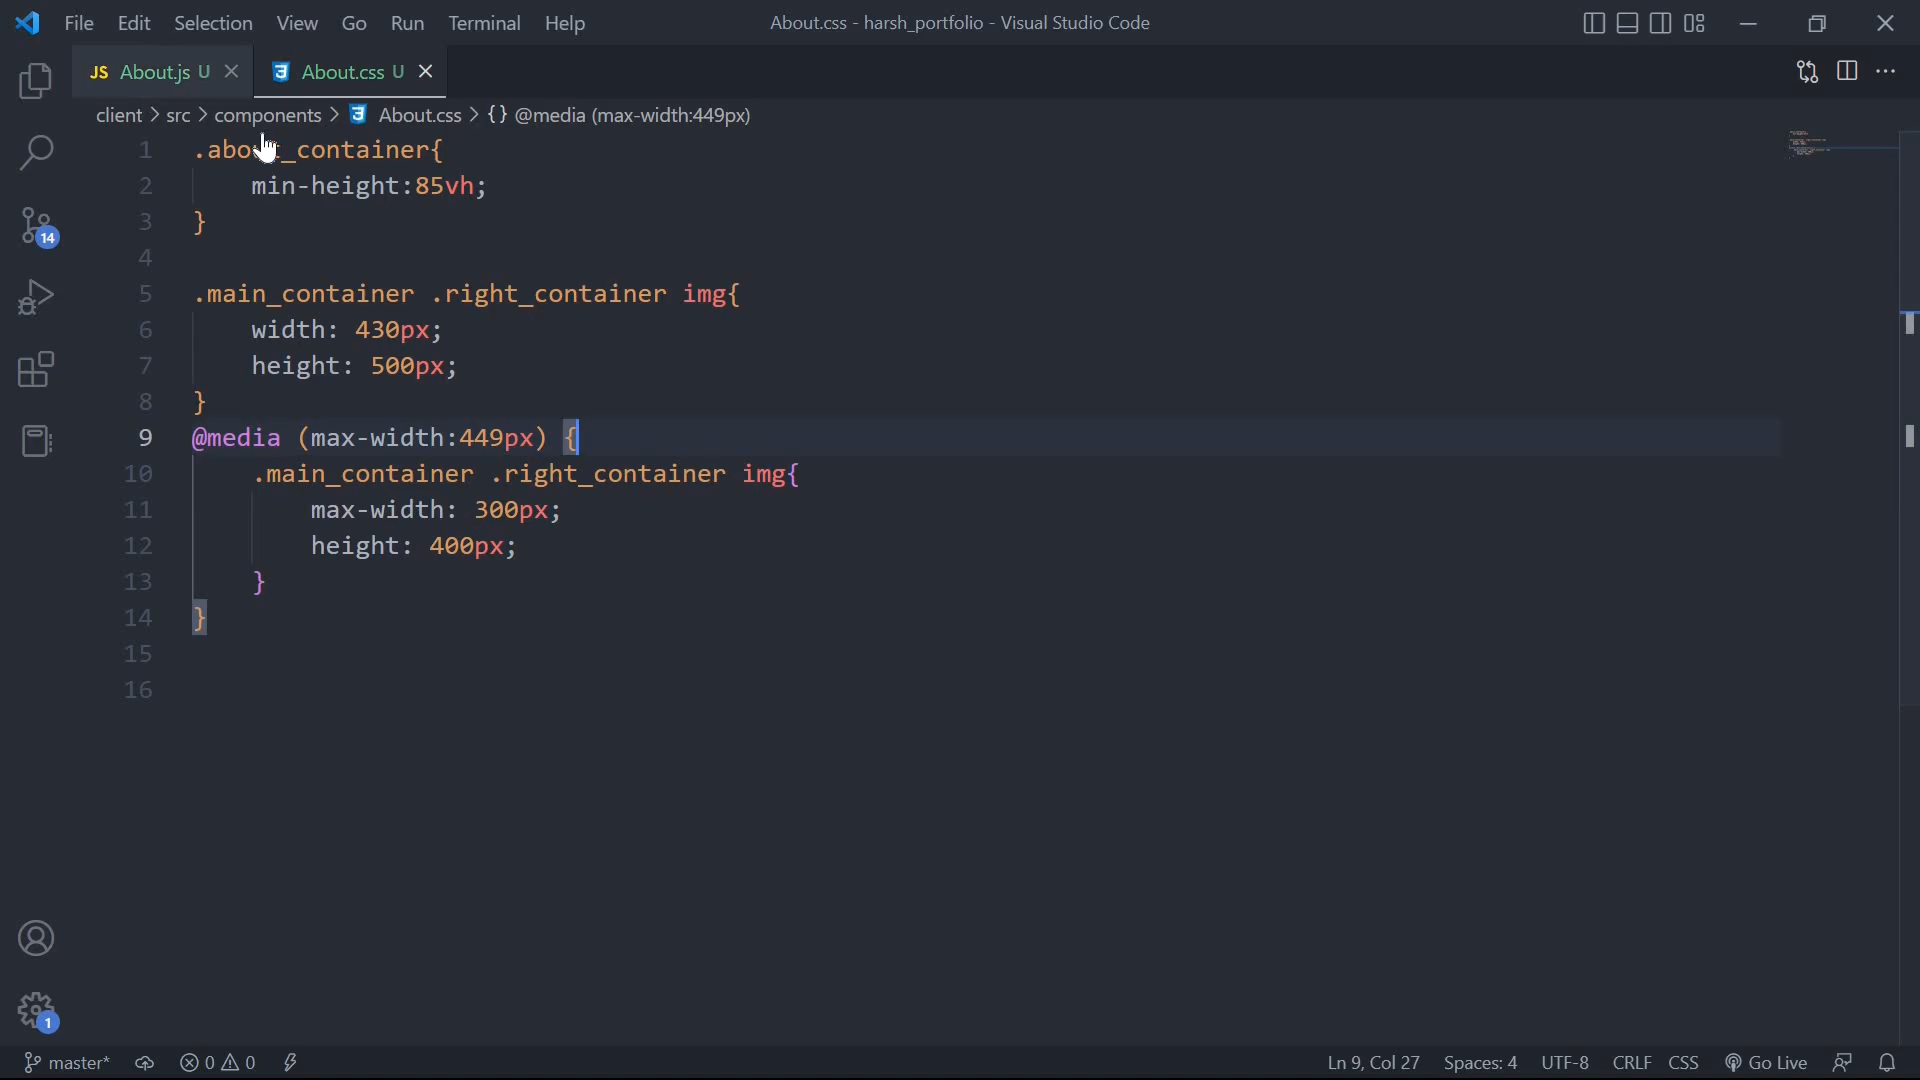 File Edit Selection View Go Run Terminal Help About.css - harsh_portfolio - Visual Studio Code
JS About.js U About.css U
client > src > components > About.css > {} @media (max-width:449px)
1 .abo _container{
2 min-height:85vh;
3 }
4
5 .main_container .right_container img{
6 width: 430px;
7 height: 500px;
8 }
9 @media (max-width:449px) {
10 .main_container .right_container img{
11 max-width: 300px;
12 height: 400px;
13 }
14 }
15
16
14
1
master* 0 0 Ln 9, Col 27 Spaces: 4 UTF-8 CRLF CSS Go Live